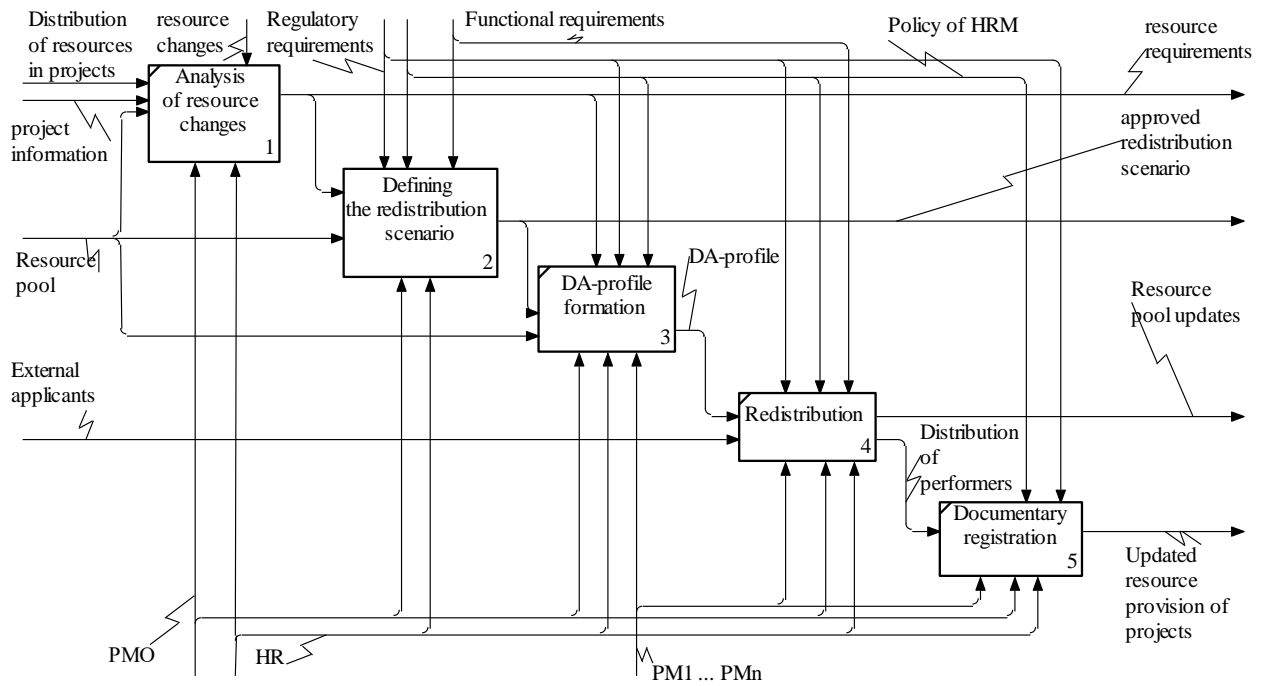 Distribution
of resources
in projects
resource
changes
Regulatory
requirements
Functional requirements
Policy of HRM
resource
requirements
Analysis
of resource
changes
1
project
information
approved
redistribution
scenario
Defining
the redistribution
scenario
2
Resource
pool
DA-profile
DA-profile
formation
3
Resource
pool updates
External
applicants
Redistribution
4
Distribution
of
performers
Documentary
registration
5
Updated
resource
provision of
projects
PMO
HR
PM1 ... PMn